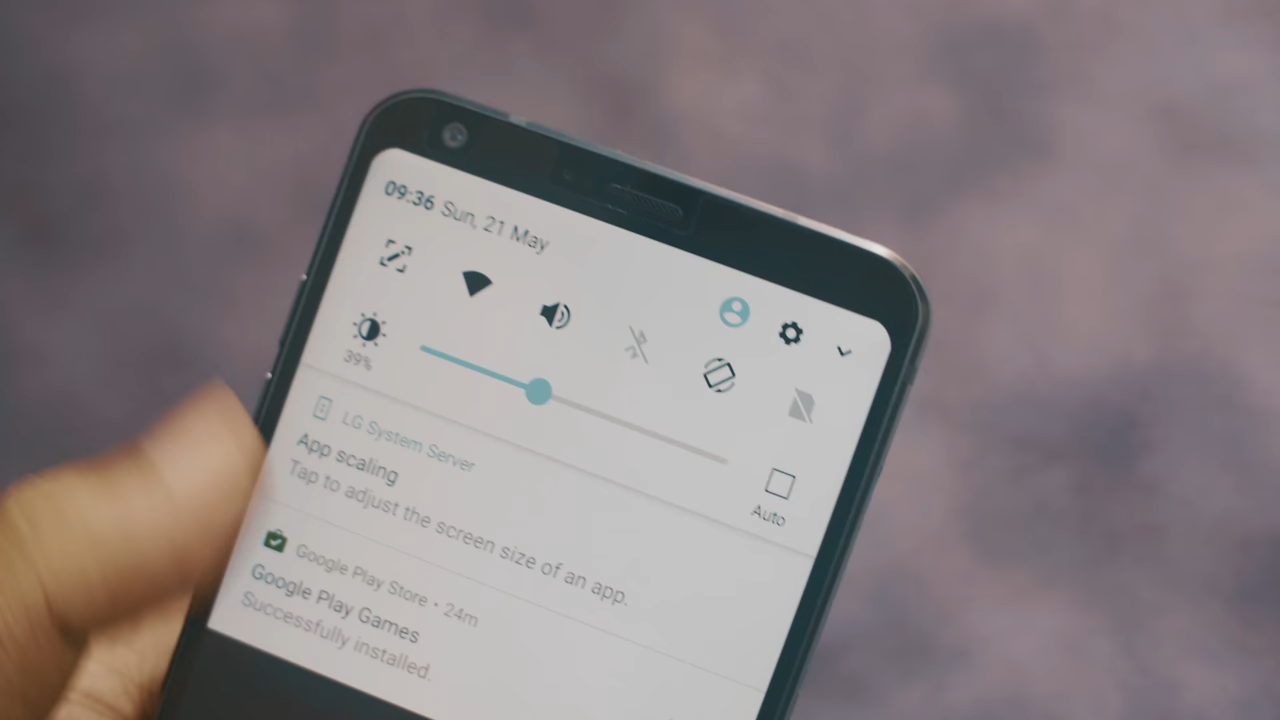 09:36 Sun, 21 May
39%
Auto
LG System Server
App scaling
Tap to adjust the screen size of an app.
Google Play Store • 24m
Google Play Games
Successfully installed.